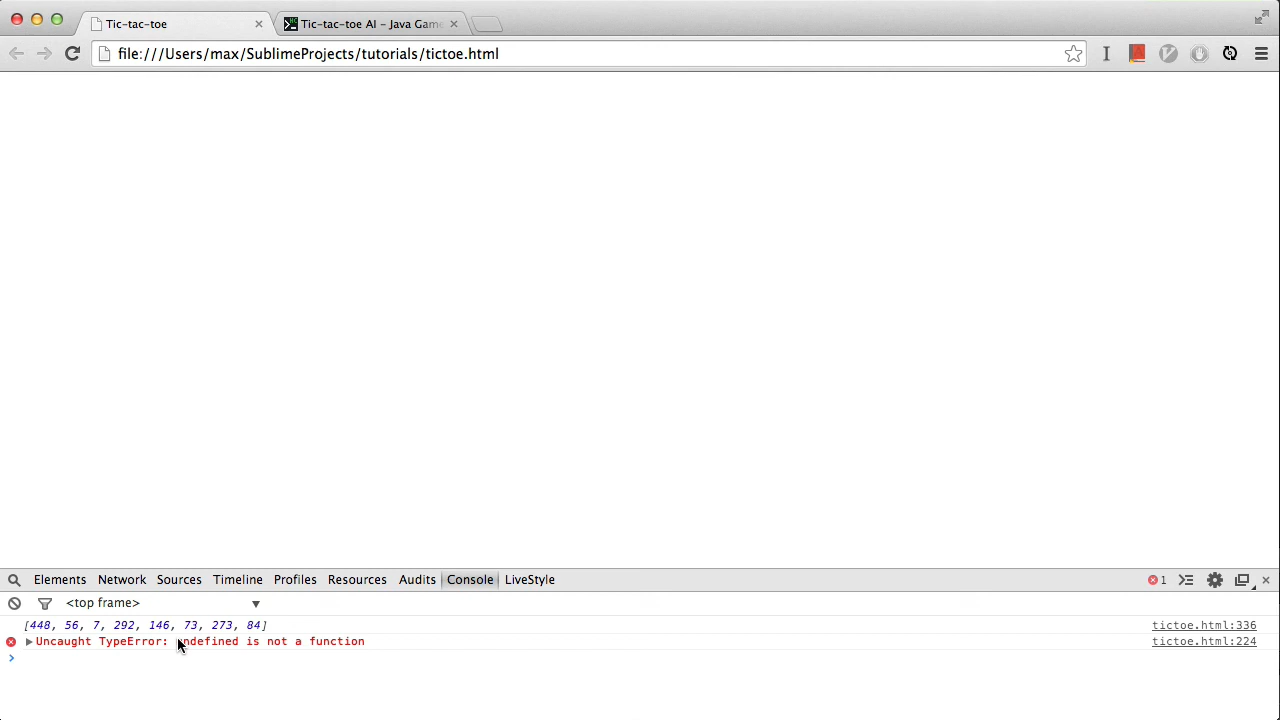 Tic-tac-toe
Tic-tac-toe AI – Java Gam
file:///Users/max/SublimeProjects/tutorials/tictoe.html
Elements Network Sources Timeline Profiles Resources Audits Console LiveStyle
1
<top frame>
[448, 56, 7, 292, 146, 73, 273, 84] tictoe.html:336
Uncaught TypeError: undefined is not a function tictoe.html:224